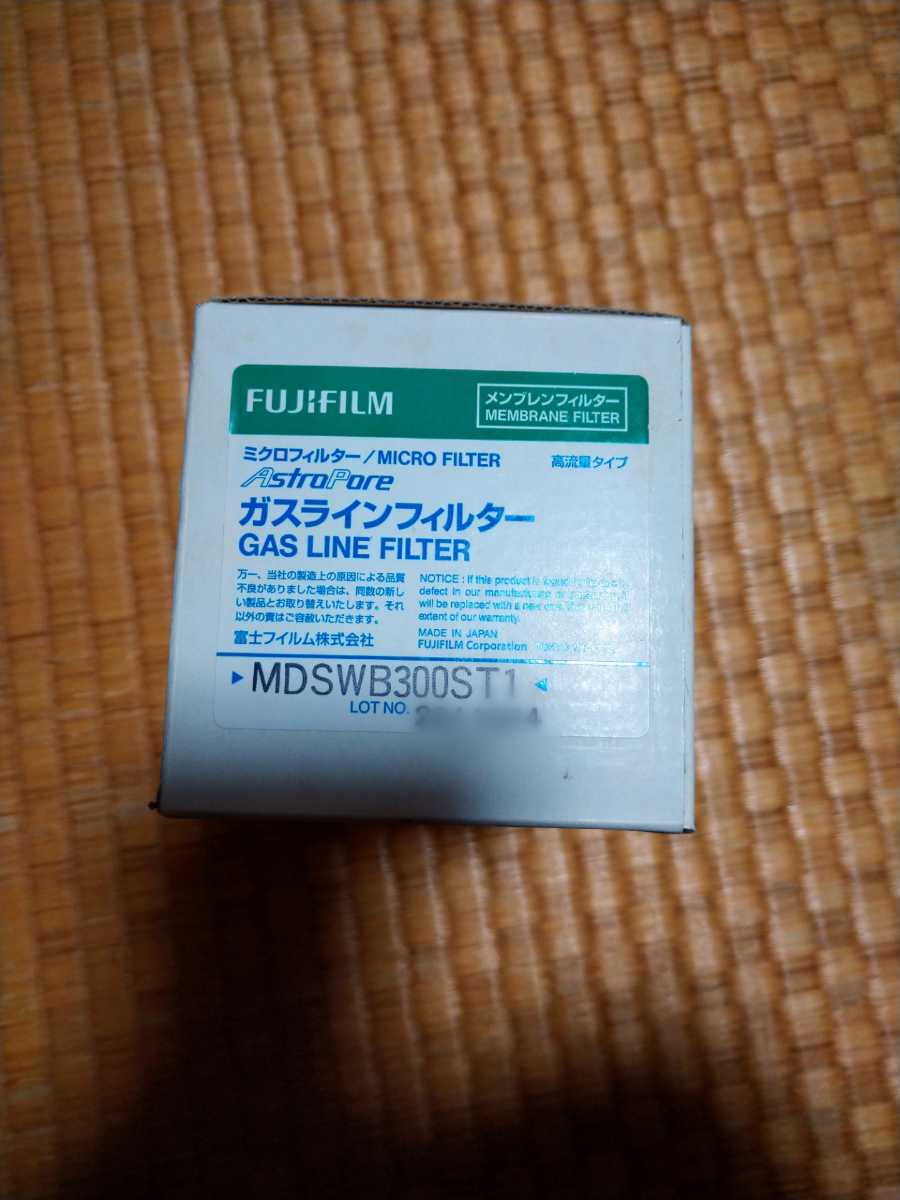 FUJIFILM
メンブレンフィルター
MEMBRANE FILTER
ミクロフィルター/MICRO FILTER
高流量タイプ
AstroPore
ガスラインフィルター
GAS LINE FILTER
万一、当社の製造上の原因による品質
不良がありました場合は、同数の新し
い製品とお取り替えいたします。それ
以外の責はご容赦いただきます。
富士フイルム株式会社
NOTICE : If this product is
defect in our manufacturing or
will be replaced with a new
extent of our warranty.
MADE IN JAPAN
FUJIFILM Corporation
MDSWB300ST1
LOT NO.